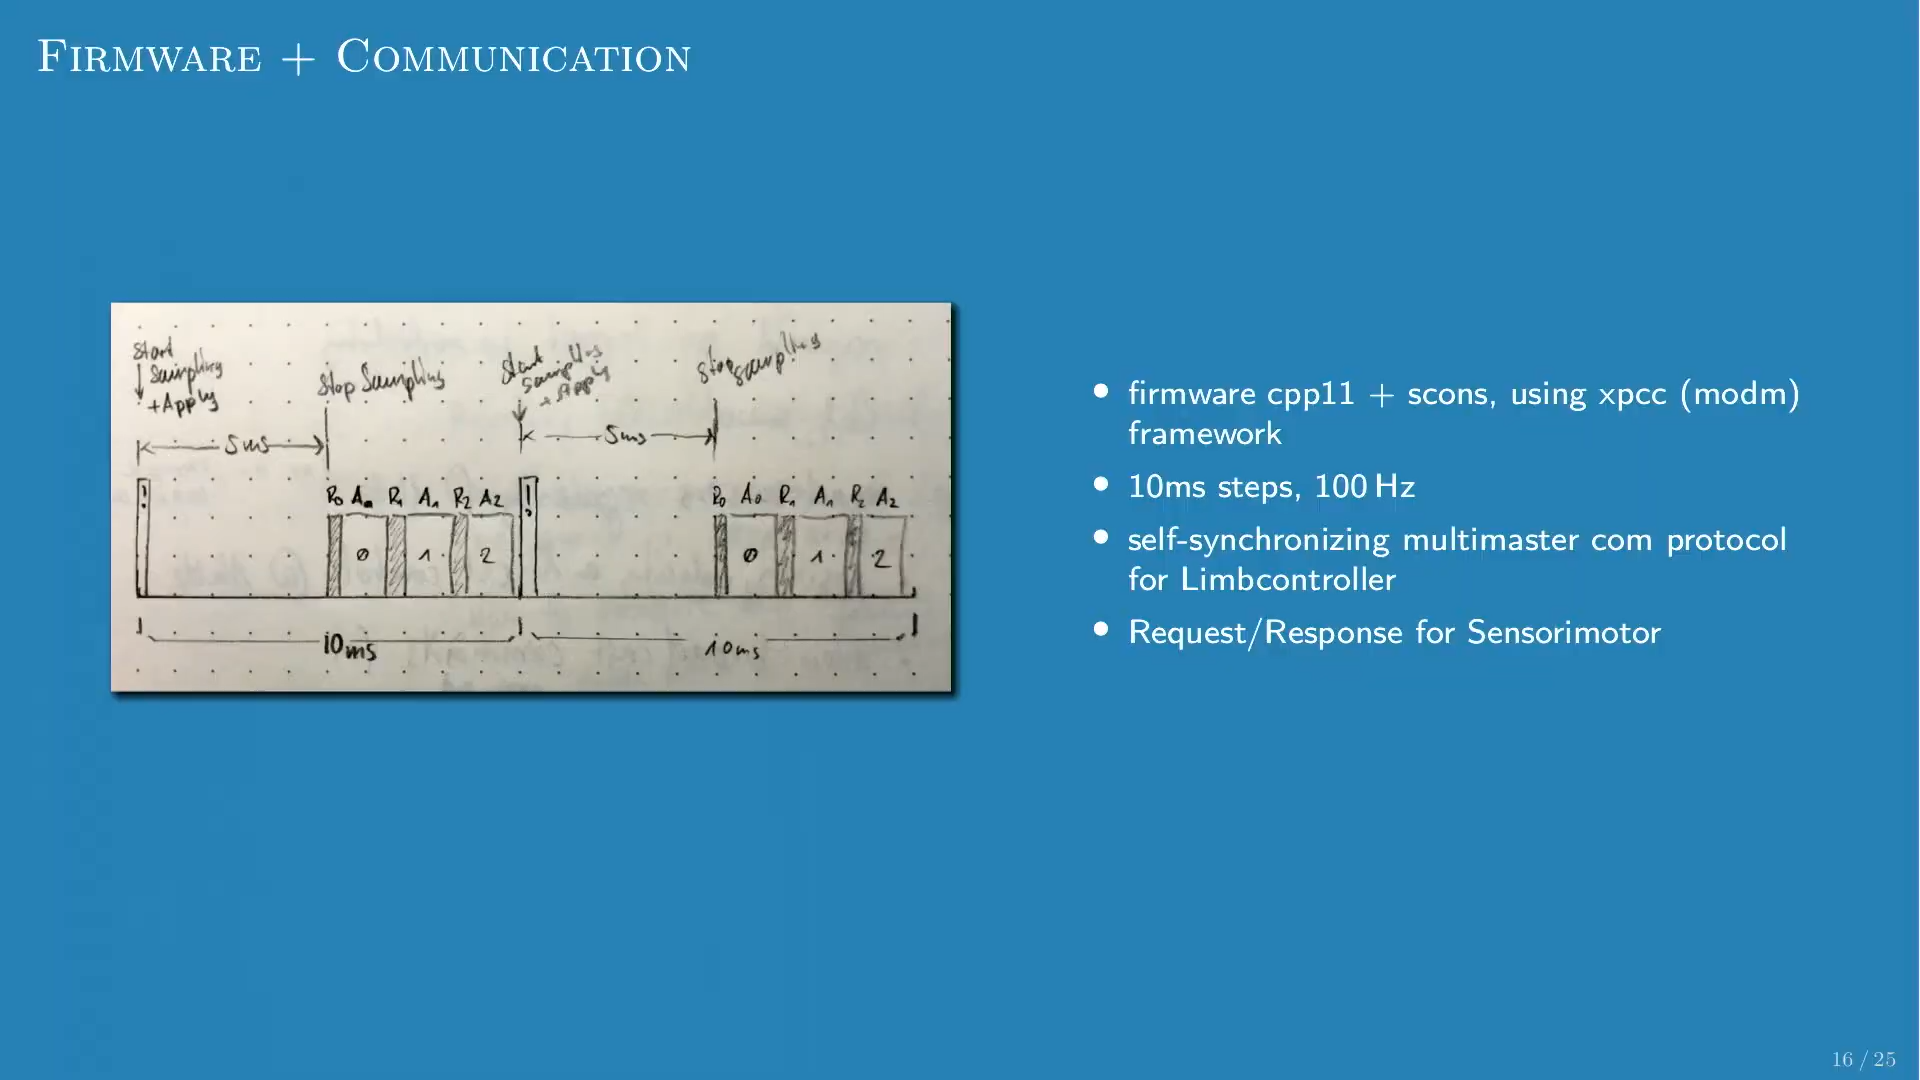 Firmware + Communication
Start
Sampling
+Apply
Stop Sampling
Start
Sampling
+Apply
Stop Sampling
5ms
5ms
! R0 A0 R1 A1 R2 A2 ! R0 A0 R1 A1 R2 A2
0 1 2 0 1 2
10ms
10ms
• firmware cpp11 + scons, using xpcc (modm)
framework
• 10ms steps, 100 Hz
• self-synchronizing multimaster com protocol
for Limbcontroller
• Request/Response for Sensorimotor
16 / 25